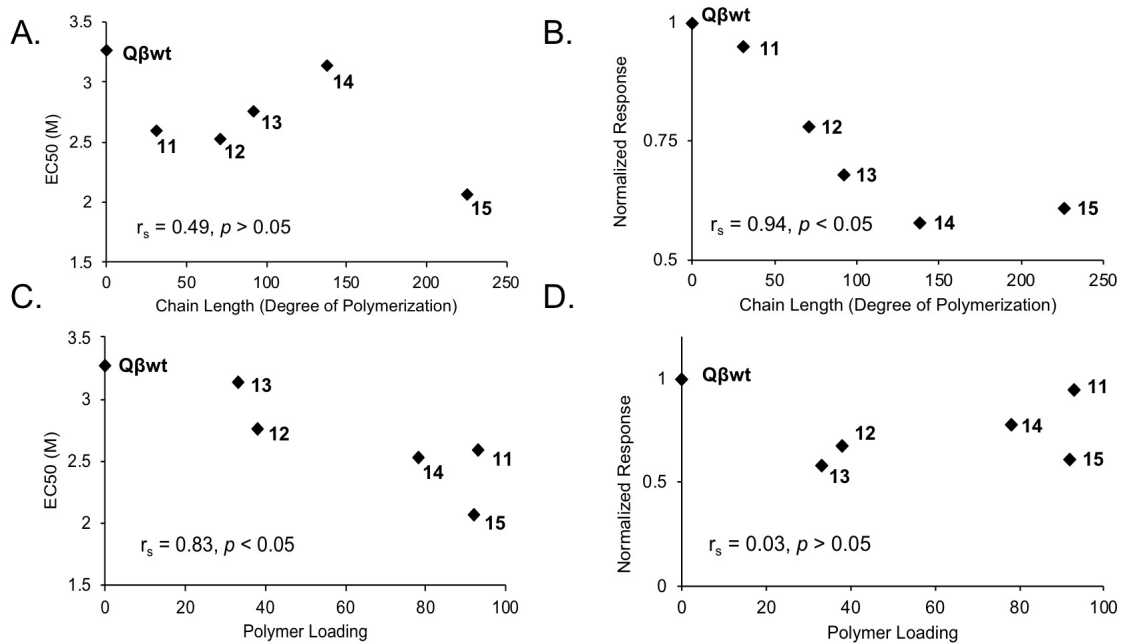 A.
3.5
3
2.5
2
1.5
EC50 (M)
Qβwt
11
12
13
14
15
r_s = 0.49, p > 0.05
0 50 100 150 200 250
Chain Length (Degree of Polymerization)
B.
1
0.75
0.5
Normalized Response
Qβwt
11
12
13
14
15
r_s = 0.94, p < 0.05
0 50 100 150 200 250
Chain Length (Degree of Polymerization)
C.
3.5
3
2.5
2
1.5
EC50 (M)
Qβwt
13
12
14
11
15
r_s = 0.83, p < 0.05
0 20 40 60 80 100
Polymer Loading
D.
1
0.5
0
Normalized Response
Qβwt
12
13
14
11
15
r_s = 0.03, p > 0.05
0 20 40 60 80 100
Polymer Loading